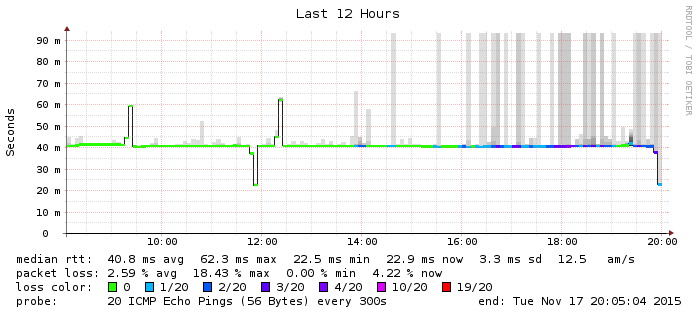 Last 12 Hours
RRDTOOL / TOBI OETIKER
Seconds
90 m
80 m
70 m
60 m
50 m
40 m
30 m
20 m
10 m
0
10:00 12:00 14:00 16:00 18:00 20:00
median rtt: 40.8 ms avg 62.3 ms max 22.5 ms min 22.9 ms now 3.3 ms sd 12.5 am/s
packet loss: 2.59 % avg 18.43 % max 0.00 % min 4.22 % now
loss color: 0 1/20 2/20 3/20 4/20 10/20 19/20
probe: 20 ICMP Echo Pings (56 Bytes) every 300s end: Tue Nov 17 20:05:04 2015